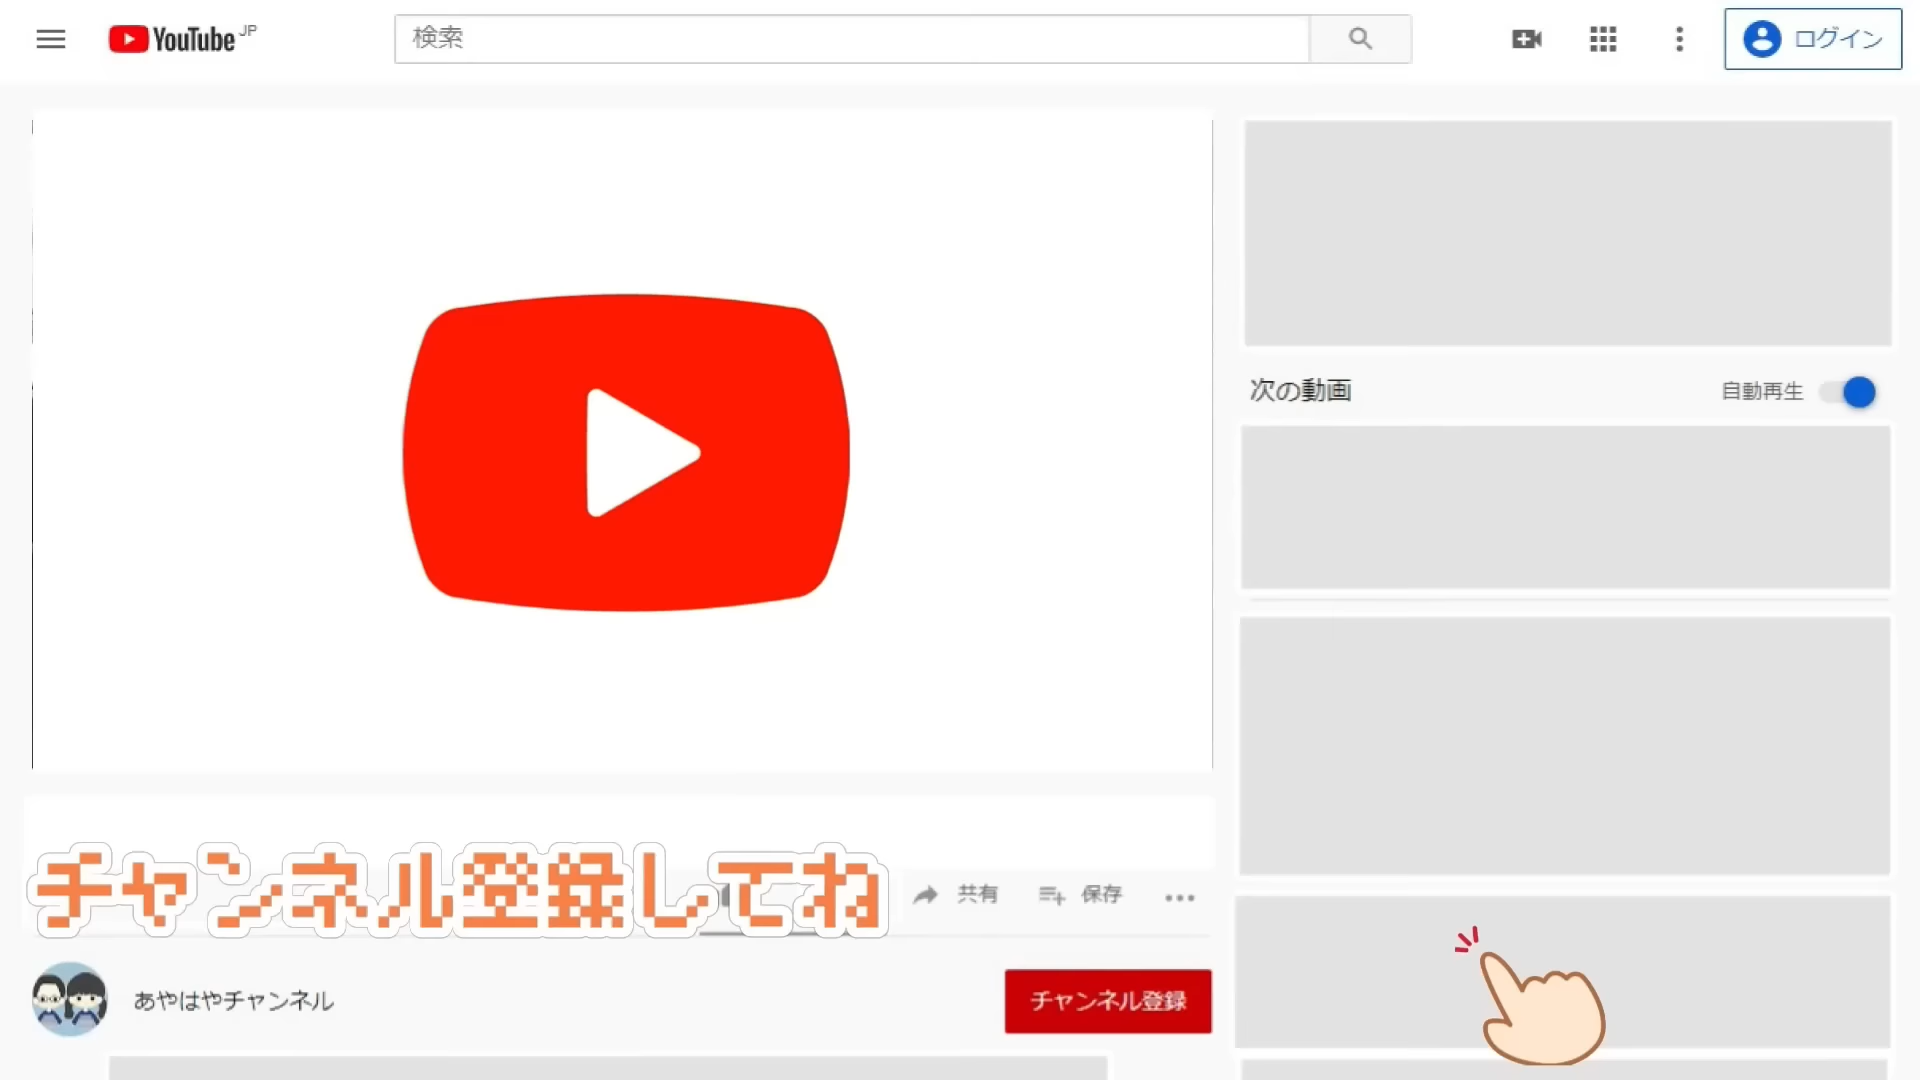 YouTube JP
検索
ログイン
次の動画
自動再生
チャンネル登録してね
共有
保存
あやはやチャンネル
チャンネル登録